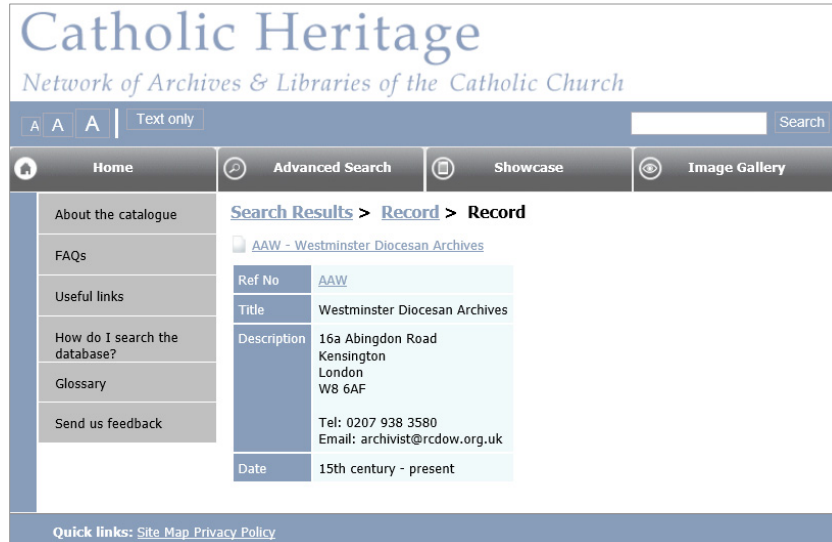 Catholic Heritage
Network of Archives & Libraries of the Catholic Church
A A A Text only Search
Home Advanced Search Showcase Image Gallery
About the catalogue
FAQs
Useful links
How do I search the
database?
Glossary
Send us feedback
Search Results > Record > Record
AAW - Westminster Diocesan Archives
Ref No AAW
Title Westminster Diocesan Archives
Description 16a Abingdon Road
Kensington
London
W8 6AF
Tel: 0207 938 3580
Email: archivist@rcdow.org.uk
Date 15th century - present
Quick links: Site Map Privacy Policy